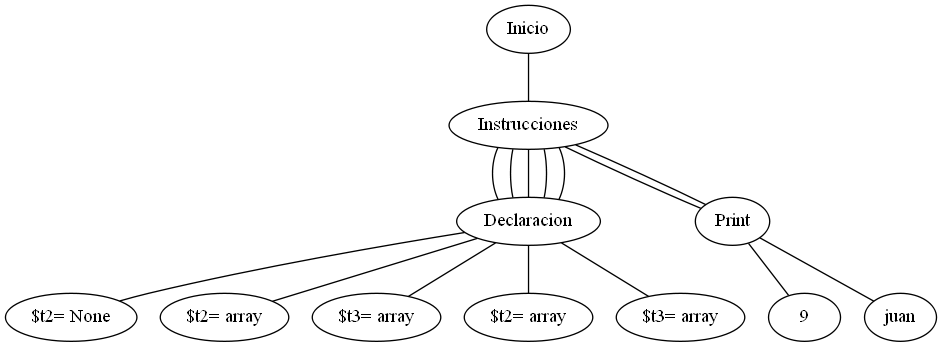 Inicio
Instrucciones
Declaracion
Print
$t2= None
$t2= array
$t3= array
$t2= array
$t3= array
9
juan